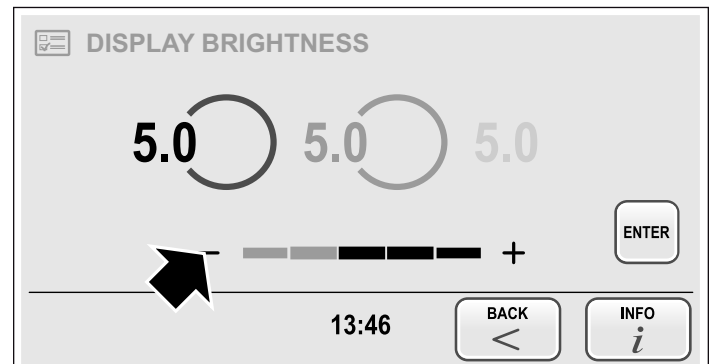 DISPLAY BRIGHTNESS
5.0 5.0 5.0
- +
ENTER
13:46
BACK
<
INFO
i